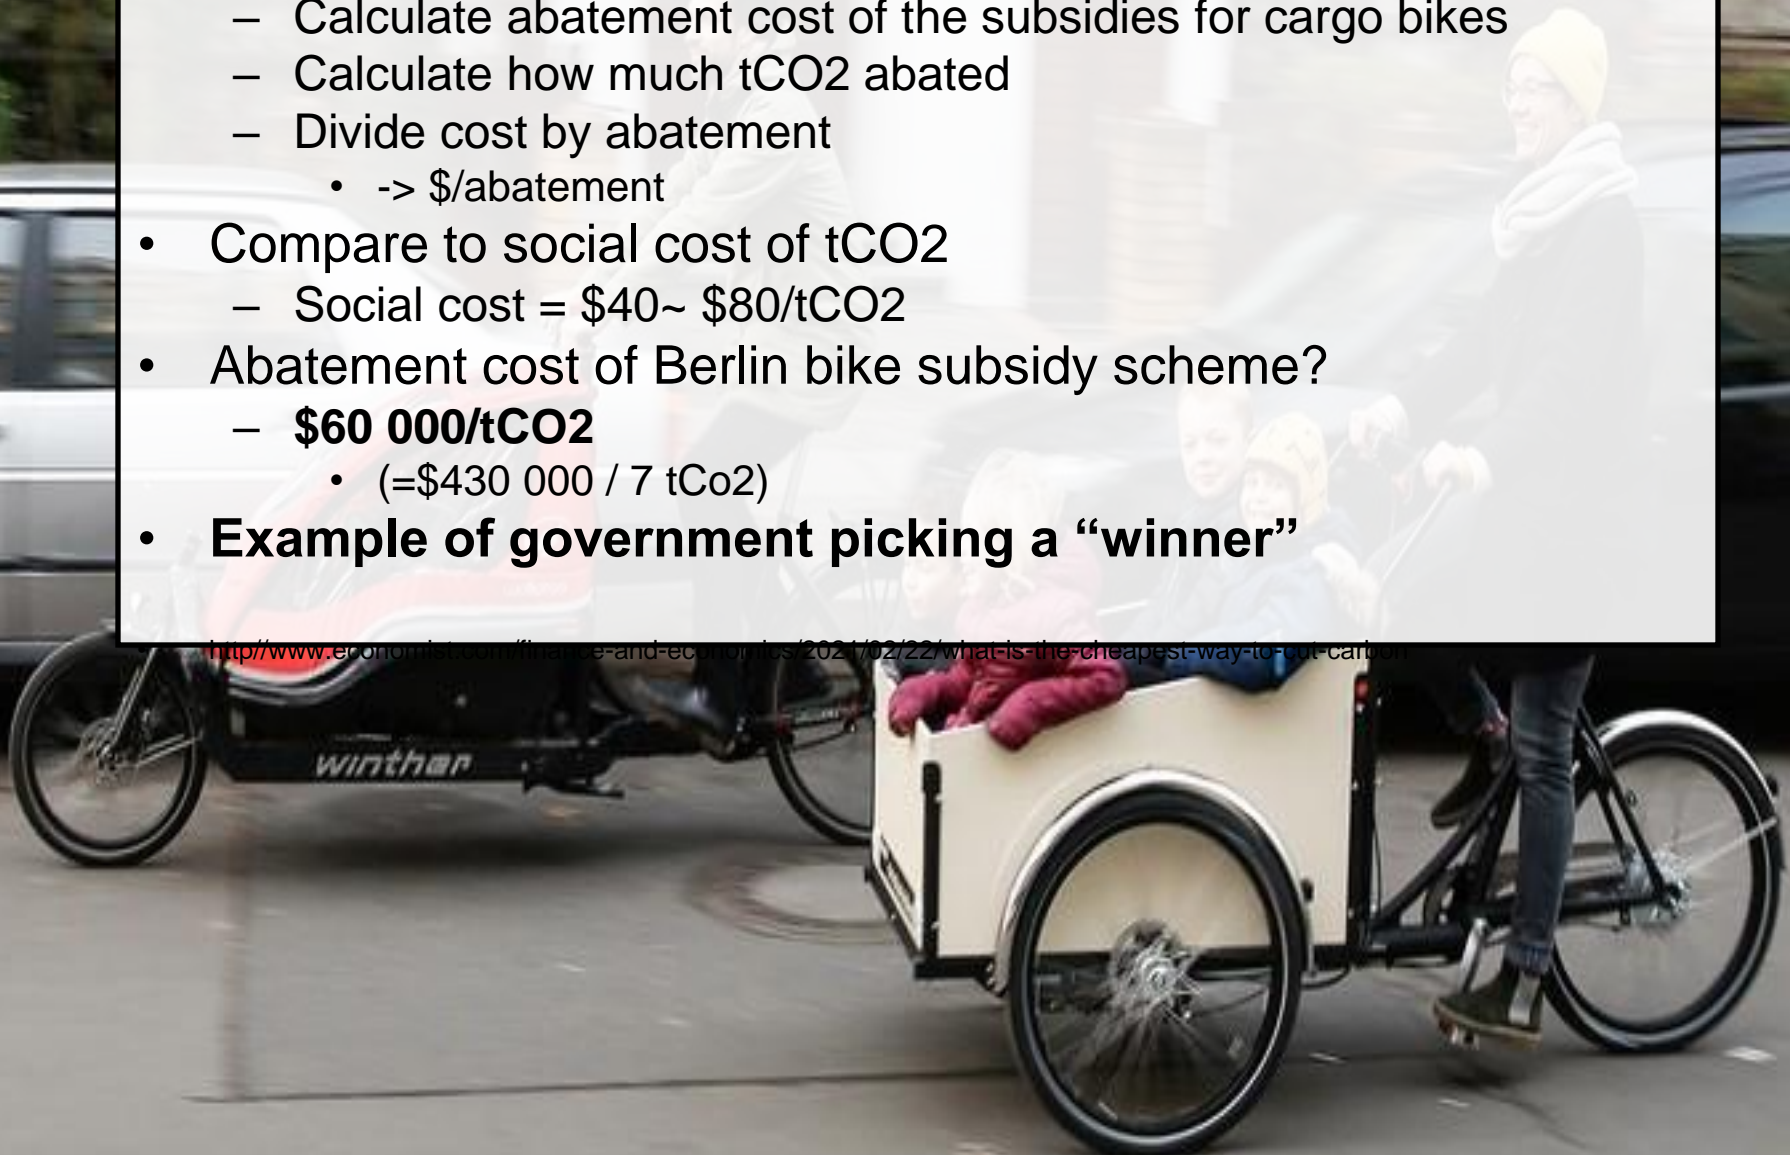 – Calculate abatement cost of the subsidies for cargo bikes
– Calculate how much tCO2 abated
– Divide cost by abatement
• -> $/abatement
• Compare to social cost of tCO2
– Social cost = $40~ $80/tCO2
• Abatement cost of Berlin bike subsidy scheme?
– $60 000/tCO2
• (=$430 000 / 7 tCo2)
• Example of government picking a “winner”
• http//www.economist.com/finance-and-economics/2021/02/22/what-is-the-cheapest-way-to-cut-carbon
winther